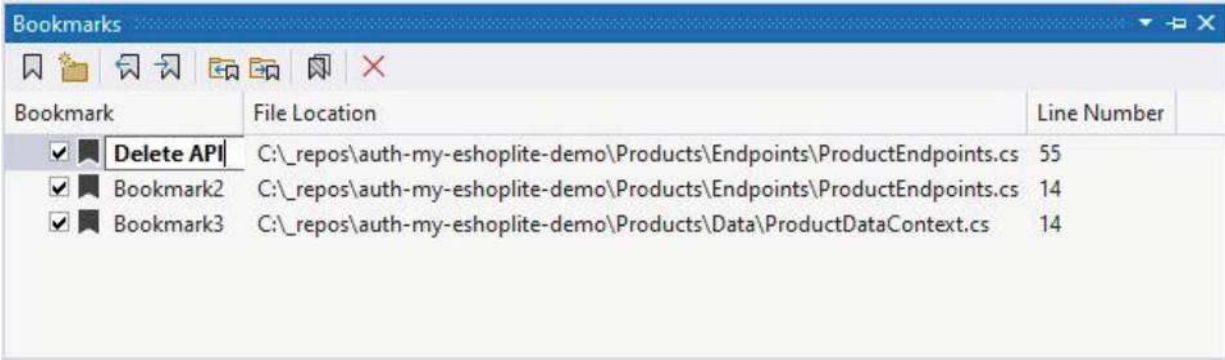 Bookmarks
Bookmark File Location Line Number
Delete API C:\_repos\auth-my-eshoplite-demo\Products\Endpoints\ProductEndpoints.cs 55
Bookmark2 C:\_repos\auth-my-eshoplite-demo\Products\Endpoints\ProductEndpoints.cs 14
Bookmark3 C:\_repos\auth-my-eshoplite-demo\Products\Data\ProductDataContext.cs 14